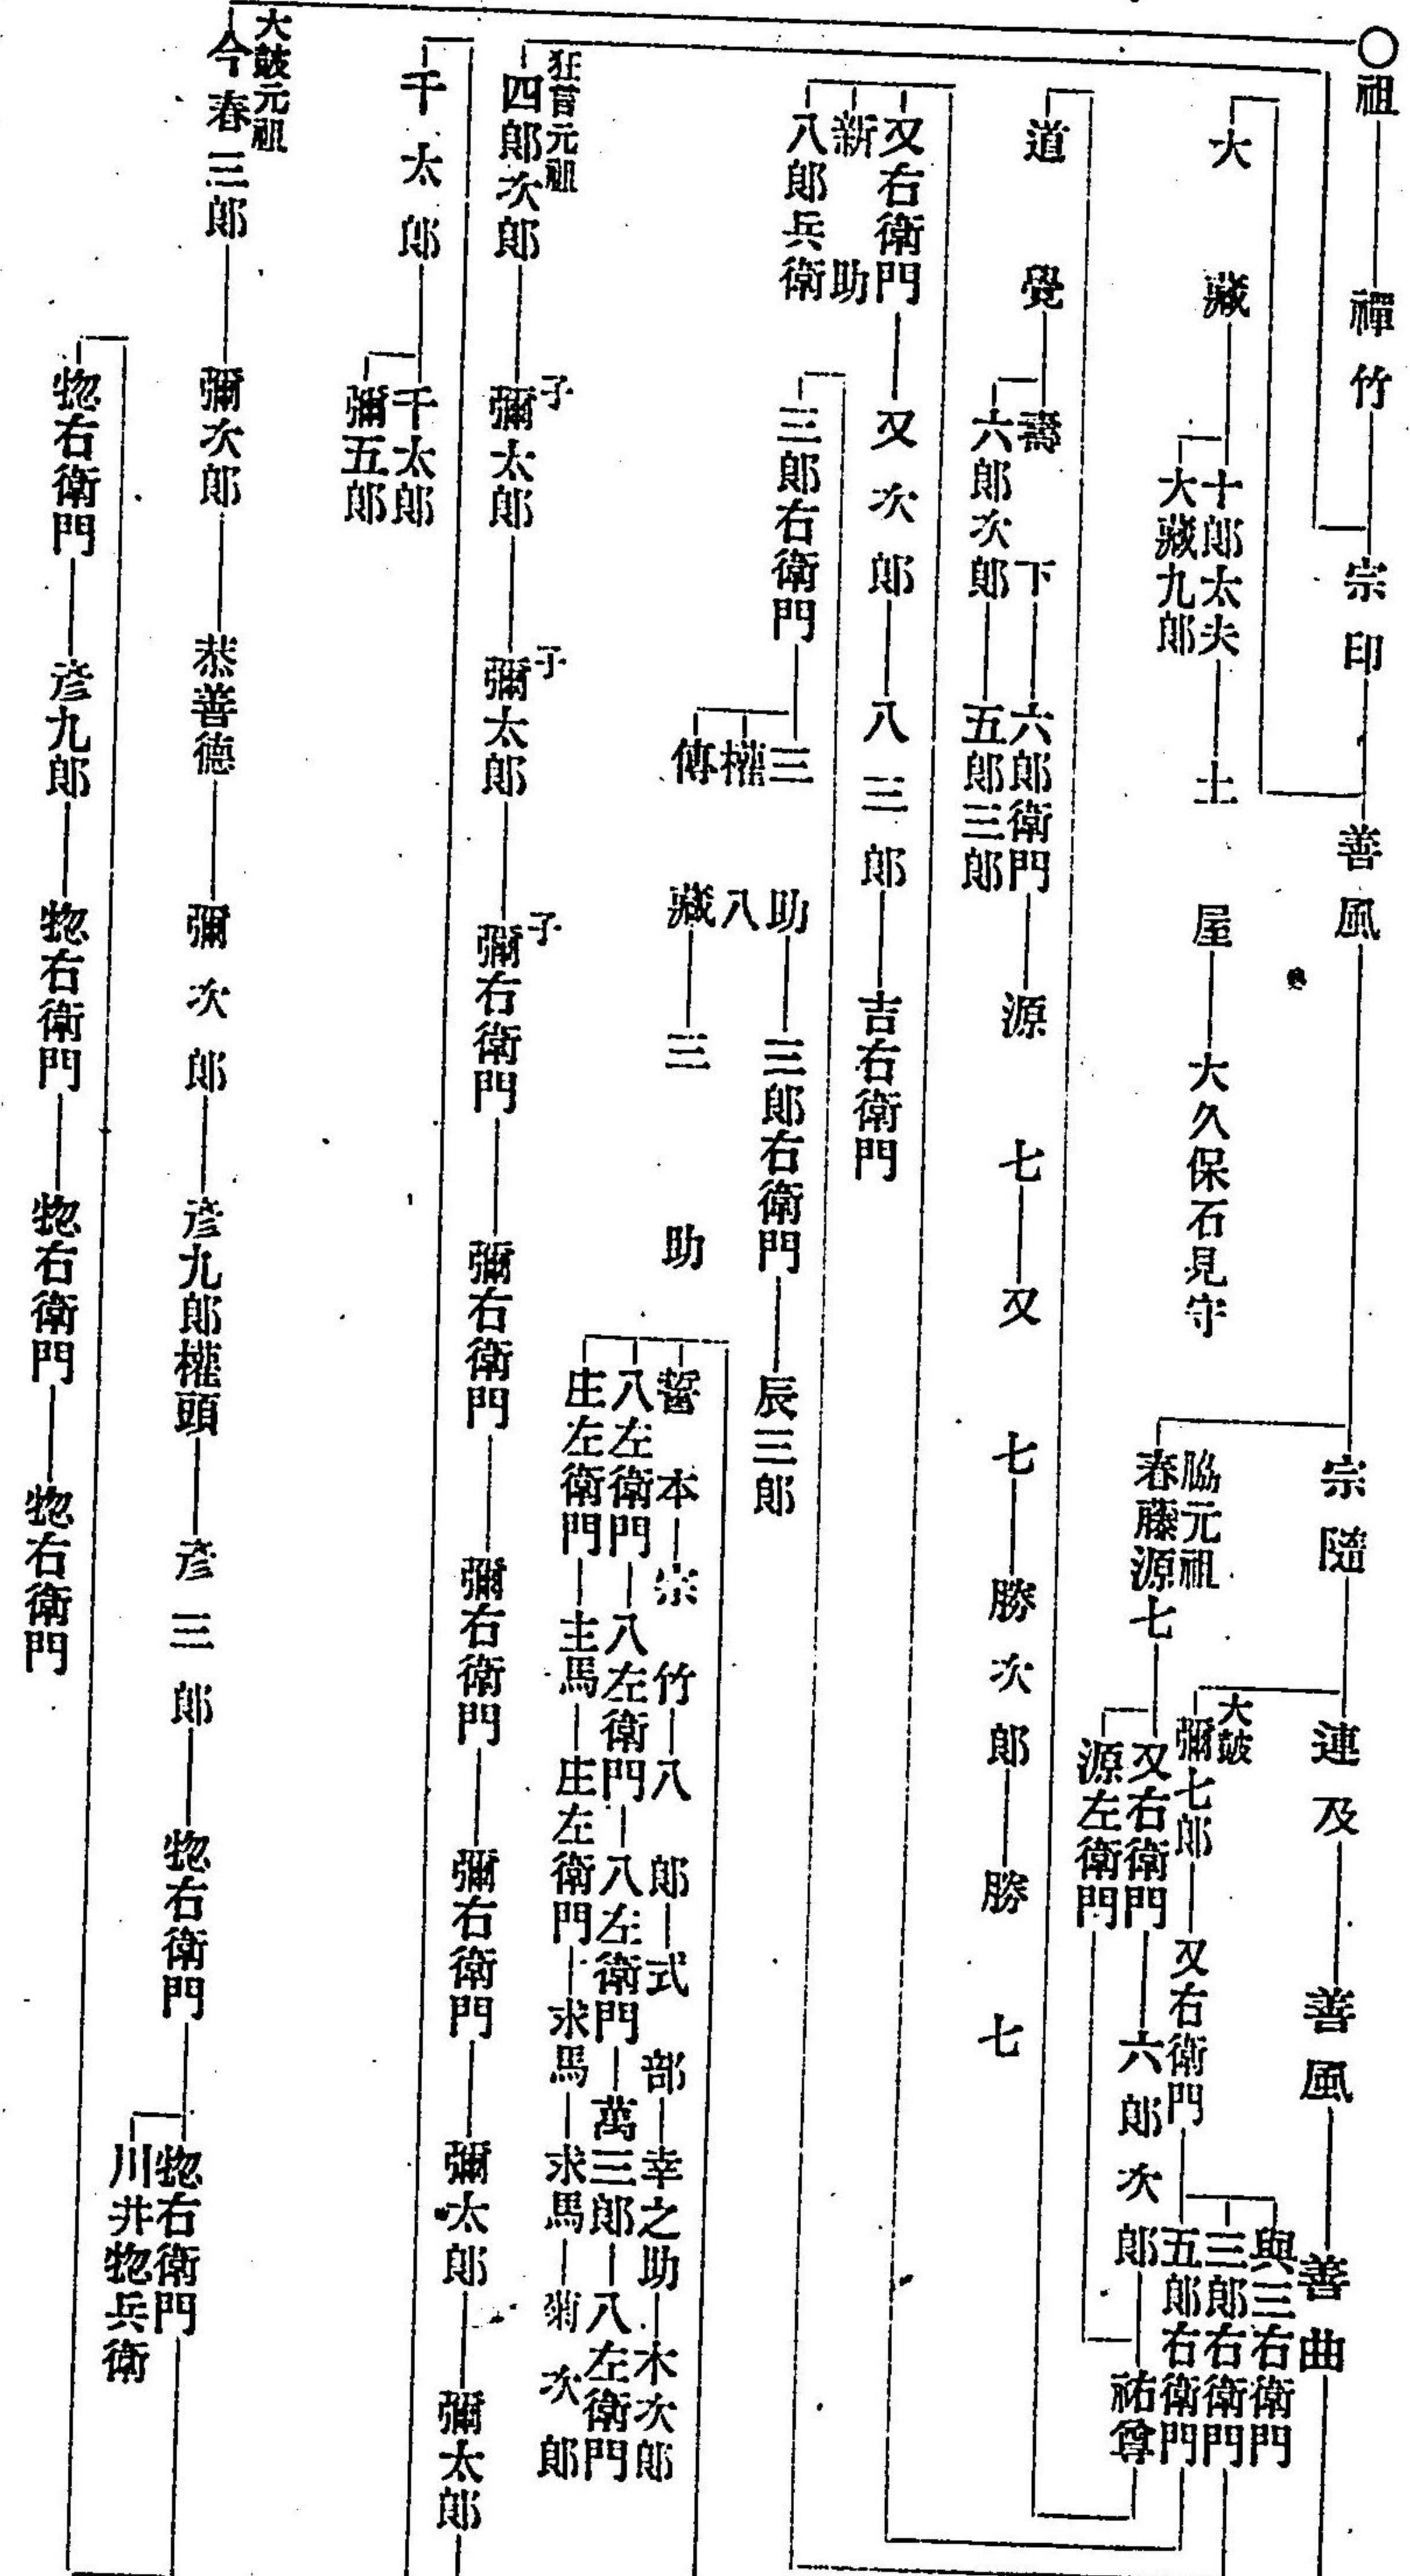 ○祖 禪竹 宗印 善風 宗隨 連及 善風 善曲
大藏 十郎太夫 土屋 大久保石見守
大藏九郎
脇元祖
春藤源七
大鼓
彌七郎 又右衛門 與三右衛門
三郎右衛門
五郎右衛門
又右衛門 六郎次郎 祐尊
源左衛門
道覺 壽下 六郎衛門 源七 又七 勝次郎 勝七
六郎次郎 五郎三郎
又右衛門 又次郎 八三郎 吉右衛門
新助
八郎兵衛
三郎右衛門 三助 三郎右衛門 辰三郎
權八
傳藏 三助
誓本 宗竹 八郎 式部 幸之助 木次郎
八左衛門 八左衛門 八左衛門 萬三郎 八左衛門
庄左衛門 主馬 庄左衛門 求馬 求馬 菊次郎
狂言元祖
四郎次郎 子彌太郎 子彌太郎 子彌右衛門 彌右衛門 彌右衛門 彌右衛門 彌太郎 彌太郎
千太郎 千太郎
彌五郎
大鼓元祖
今春三郎 彌次郎 恭善德 彌次郎 彦九郎權頭 彦三郎 惣右衛門 惣右衛門
川井惣兵衛
惣右衛門 彦九郎 惣右衛門 惣右衛門 惣右衛門